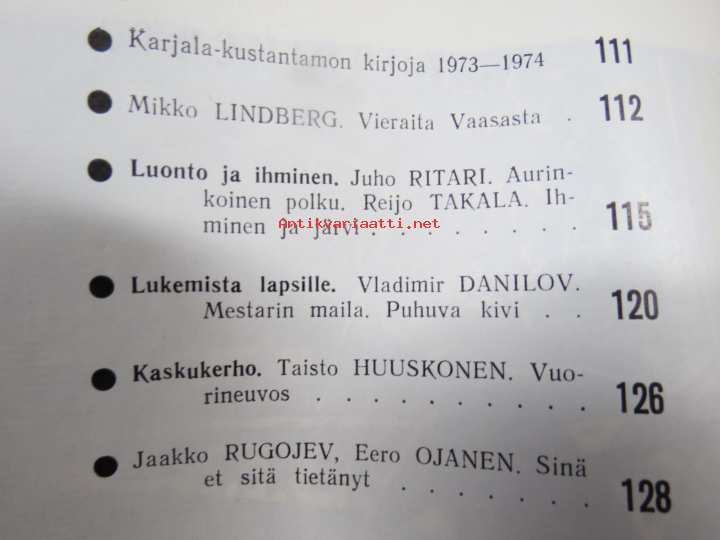 ● Karjala-kustantamon kirjoja 1973—1974 111
● Mikko LINDBERG. Vieraita Vaasasta . 112
● Luonto ja ihminen. Juho RITARI. Aurin-
koinen polku. Reijo TAKALA. Ih-
minen ja järvi . . . . . . . . 115
Antikvariaatti.net
● Lukemista lapsille. Vladimir DANILOV.
Mestarin maila. Puhuva kivi . . 120
● Kaskukerho. Taisto HUUSKONEN. Vuo-
rineuvos . . . . . . . . . . 126
● Jaakko RUGOJEV, Eero OJANEN. Sinä
et sitä tietänyt . . . . . . . 128